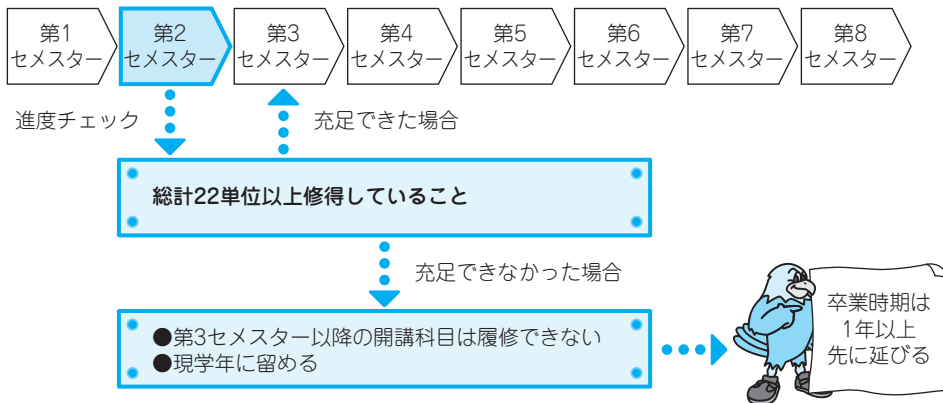 第1
セメスター
第2
セメスター
第3
セメスター
第4
セメスター
第5
セメスター
第6
セメスター
第7
セメスター
第8
セメスター
進度チェック
充足できた場合
総計22単位以上修得していること
充足できなかった場合
●第3セメスター以降の開講科目は履修できない
●現学年に留める
卒業時期は
1年以上
先に延びる